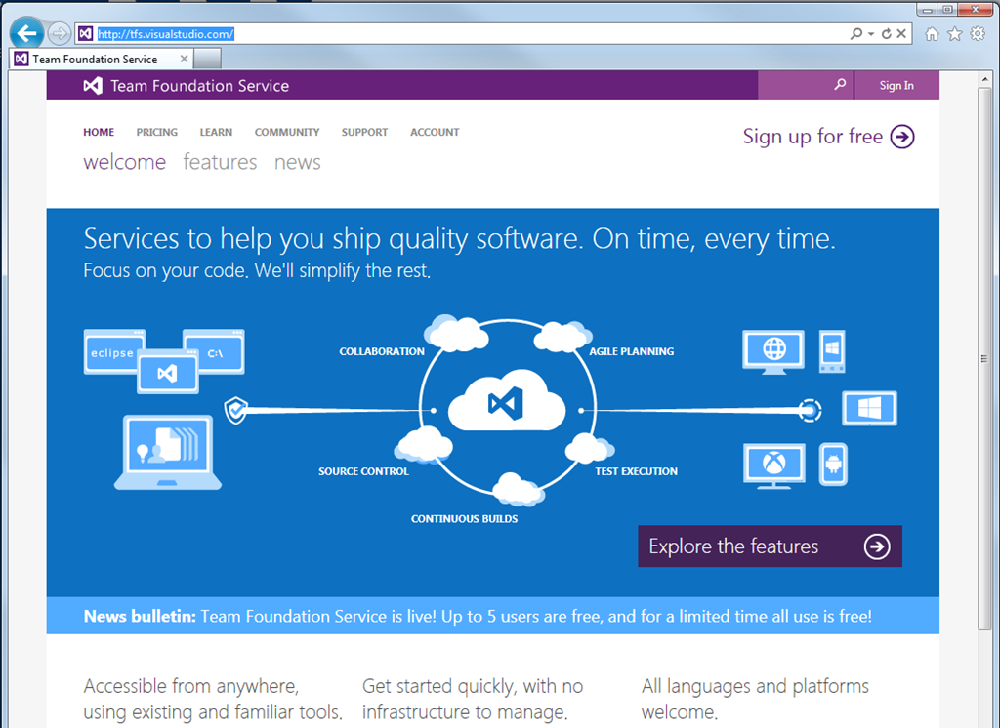 http://tfs.visualstudio.com/
Team Foundation Service
Team Foundation Service
Sign In
HOME PRICING LEARN COMMUNITY SUPPORT ACCOUNT
Sign up for free
welcome features news
Services to help you ship quality software. On time, every time.
Focus on your code. We'll simplify the rest.
eclipse
C:\
COLLABORATION
AGILE PLANNING
SOURCE CONTROL
TEST EXECUTION
CONTINUOUS BUILDS
Explore the features
News bulletin: Team Foundation Service is live! Up to 5 users are free, and for a limited time all use is free!
Accessible from anywhere,
using existing and familiar tools.
Get started quickly, with no
infrastructure to manage.
All languages and platforms
welcome.